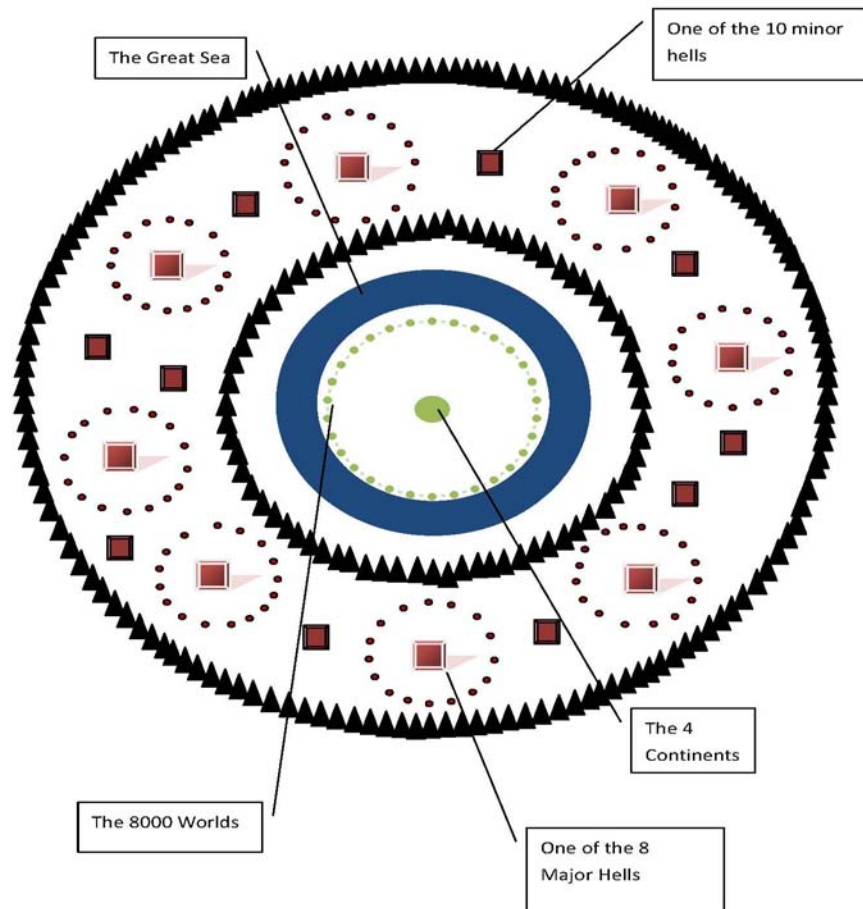 The Great Sea
One of the 10 minor
hells
The 4
Continents
The 8000 Worlds
One of the 8
Major Hells